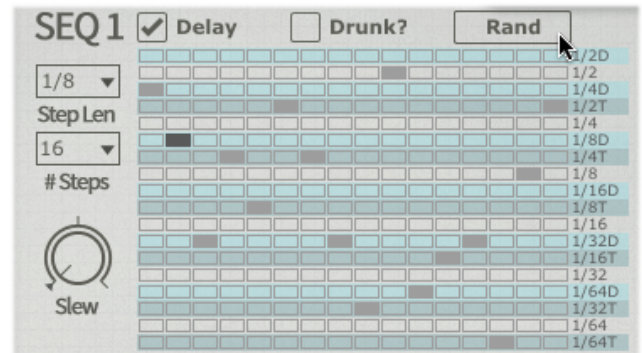 SEQ 1 Delay Drunk? Rand
1/2D
1/2
1/8
1/4D
1/2T
Step Len
1/4
16
1/8D
1/4T
# Steps
1/8
1/16D
1/8T
1/16
1/32D
1/16T
1/32
Slew
1/64D
1/32T
1/64
1/64T